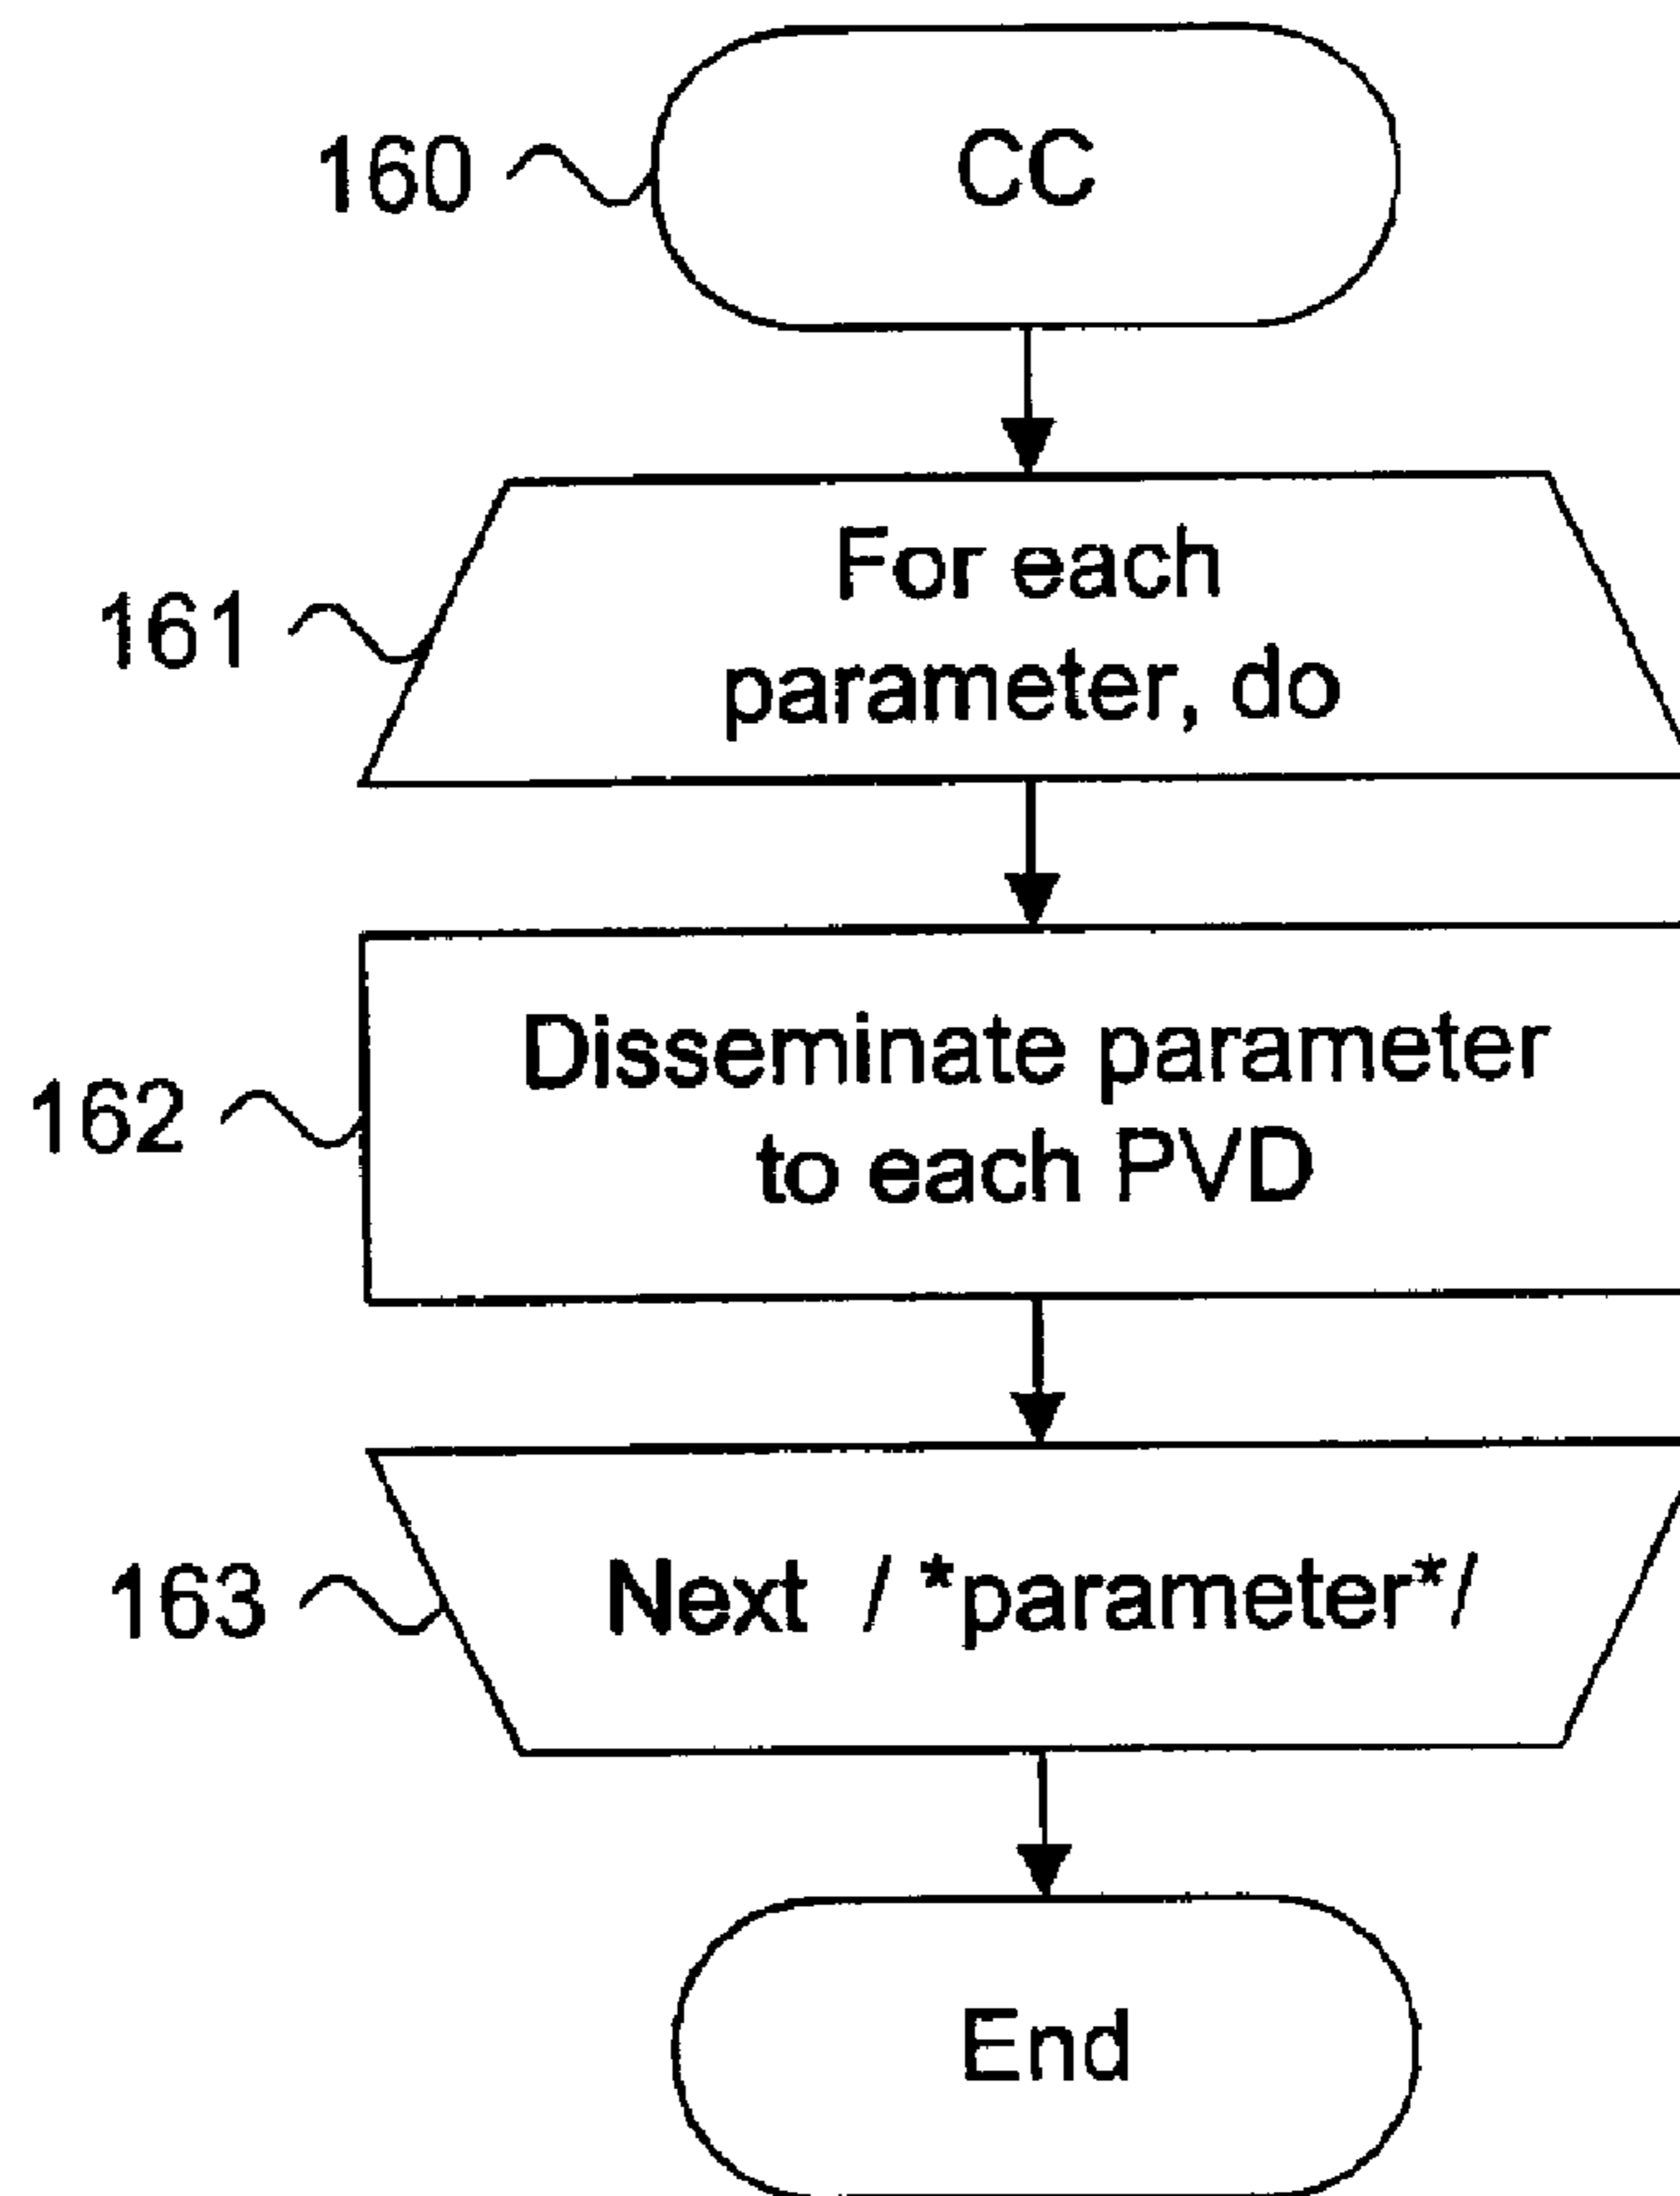 160 CC
161 For each
parameter, do
162 Disseminate parameter
to each PVD
163 Next / *parameter*/
End